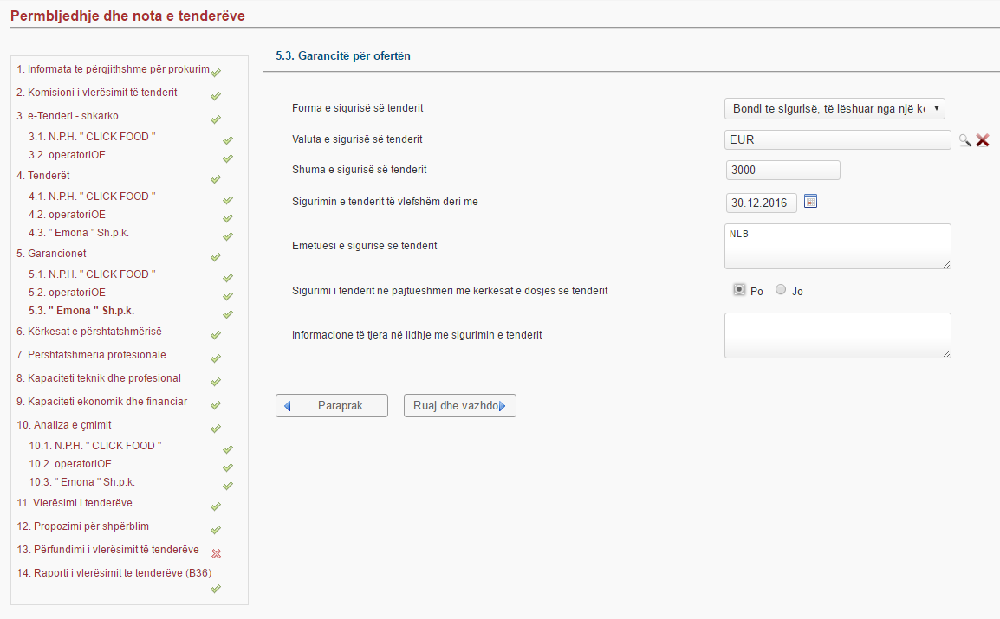 Permbljedhje dhe nota e tenderëve
1. Informata te përgjithshme për prokurim
2. Komisioni i vlerësimit të tenderit
3. e-Tenderi - shkarko
3.1. N.P.H. " CLICK FOOD "
3.2. operatoriOE
4. Tenderët
4.1. N.P.H. " CLICK FOOD "
4.2. operatoriOE
4.3. " Emona " Sh.p.k.
5. Garancionet
5.1. N.P.H. " CLICK FOOD "
5.2. operatoriOE
5.3. " Emona " Sh.p.k.
6. Kërkesat e përshtatshmërisë
7. Përshtatshmëria profesionale
8. Kapaciteti teknik dhe profesional
9. Kapaciteti ekonomik dhe financiar
10. Analiza e çmimit
10.1. N.P.H. " CLICK FOOD "
10.2. operatoriOE
10.3. " Emona " Sh.p.k.
11. Vlerësimi i tenderëve
12. Propozimi për shpërblim
13. Përfundimi i vlerësimit të tenderëve
14. Raporti i vlerësimit te tenderëve (B36)
5.3. Garancitë për ofertën
Forma e sigurisë së tenderit
Bondi te sigurisë, të lëshuar nga një
Valuta e sigurisë së tenderit
EUR
Shuma e sigurisë së tenderit
3000
Sigurimin e tenderit të vlefshëm deri me
30.12.2016
Emetuesi e sigurisë së tenderit
NLB
Sigurimi i tenderit në pajtueshmëri me kërkesat e dosjes së tenderit
Po Jo
Informacione të tjera në lidhje me sigurimin e tenderit
Paraprak
Ruaj dhe vazhdo